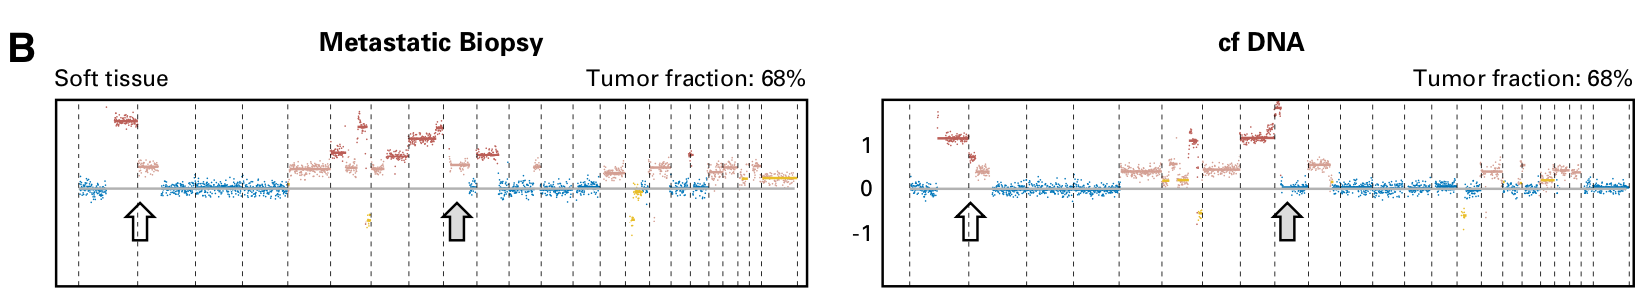 B
Metastatic Biopsy
cf DNA
Soft tissue
Tumor fraction: 68%
Tumor fraction: 68%
1
0
-1